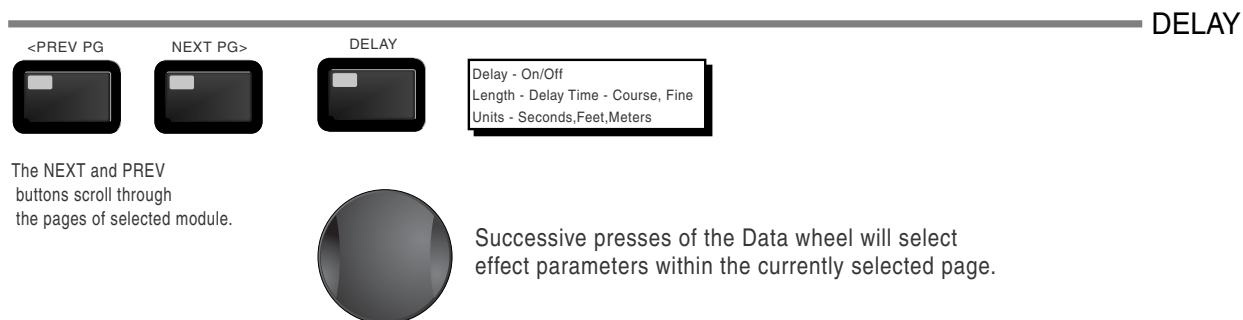 DELAY
<PREV PG
NEXT PG>
DELAY
Delay - On/Off
Length - Delay Time - Course, Fine
Units - Seconds,Feet,Meters
The NEXT and PREV
buttons scroll through
the pages of selected module.
Successive presses of the Data wheel will select
effect parameters within the currently selected page.